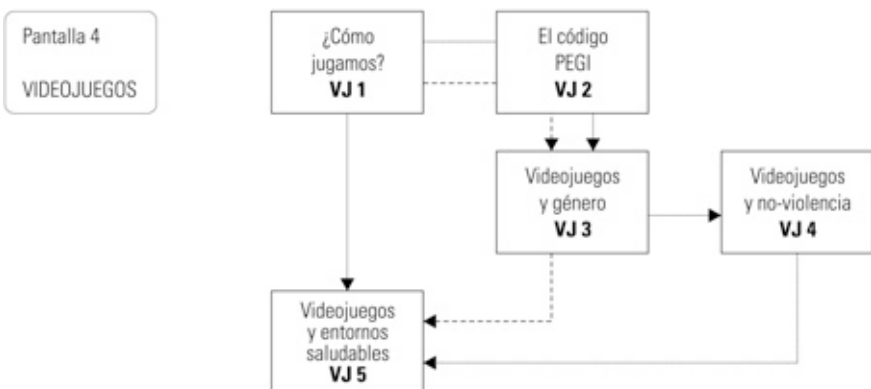 Pantalla 4
VIDEOJUEGOS
¿Cómo
jugamos?
VJ 1
El código
PEGI
VJ 2
Videojuegos
y género
VJ 3
Videojuegos
y no-violencia
VJ 4
Videojuegos
y entornos
saludables
VJ 5